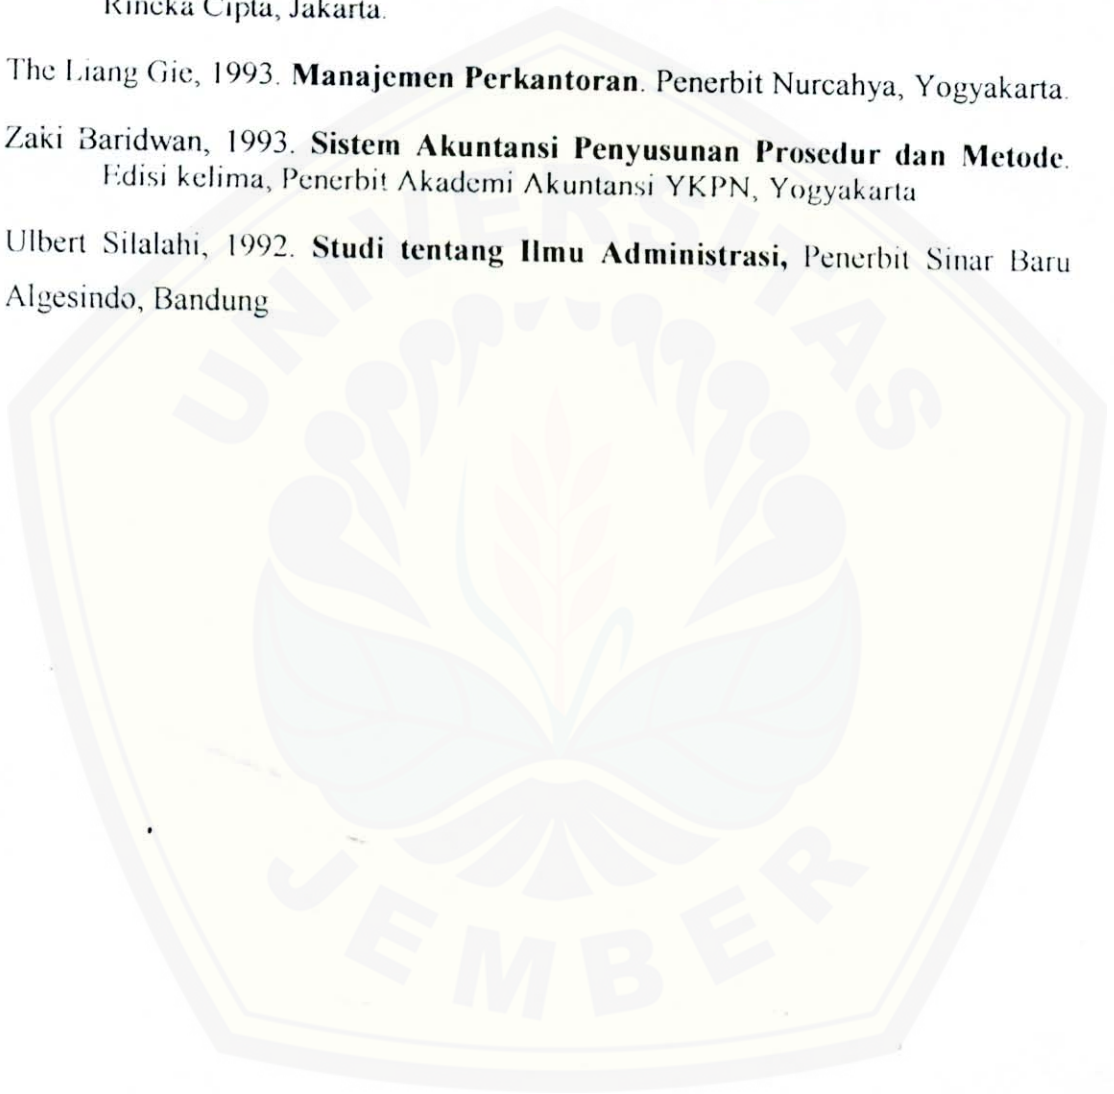 Rineka Cipta, Jakarta.
The Liang Gie, 1993. Manajemen Perkantoran. Penerbit Nurcahya, Yogyakarta.
Zaki Baridwan, 1993. Sistem Akuntansi Penyusunan Prosedur dan Metode.
Edisi kelima, Penerbit Akademi Akuntansi YKPN, Yogyakarta
Ulbert Silalahi, 1992. Studi tentang Ilmu Administrasi, Penerbit Sinar Baru
Algesindo, Bandung
UNIVERSITAS
JEMBER